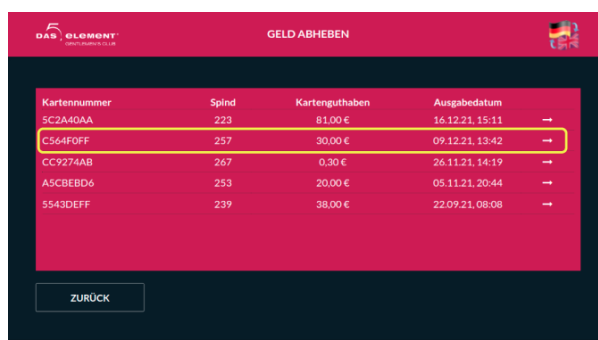 DAS 5 ELEMENT
GENTLEMEN'S CLUB
GELD ABHEBEN
Kartennummer Spind Kartenguthaben Ausgabedatum
5C2A40AA 223 81,00 € 16.12.21, 15:11 →
C564F0FF 257 30,00 € 09.12.21, 13:42 →
CC9274AB 267 0,30 € 26.11.21, 14:19 →
A5CBEBD6 253 20,00 € 05.11.21, 20:44 →
5543DEFF 239 38,00 € 22.09.21, 08:08 →
ZURÜCK